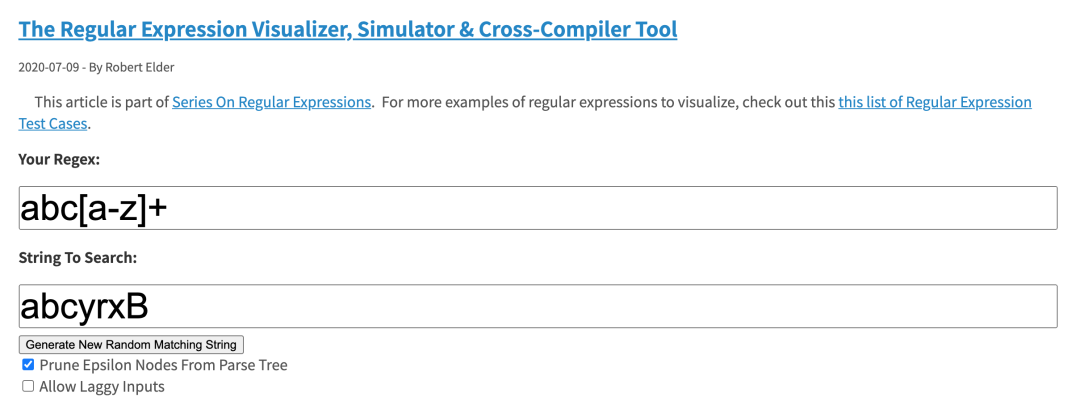 The Regular Expression Visualizer, Simulator & Cross-Compiler Tool
2020-07-09 - By Robert Elder
This article is part of Series On Regular Expressions.  For more examples of regular expressions to visualize, check out this this list of Regular Expression
Test Cases.
Your Regex:
abc[a-z]+
String To Search:
abcyrxB
Generate New Random Matching String
Prune Epsilon Nodes From Parse Tree
Allow Laggy Inputs